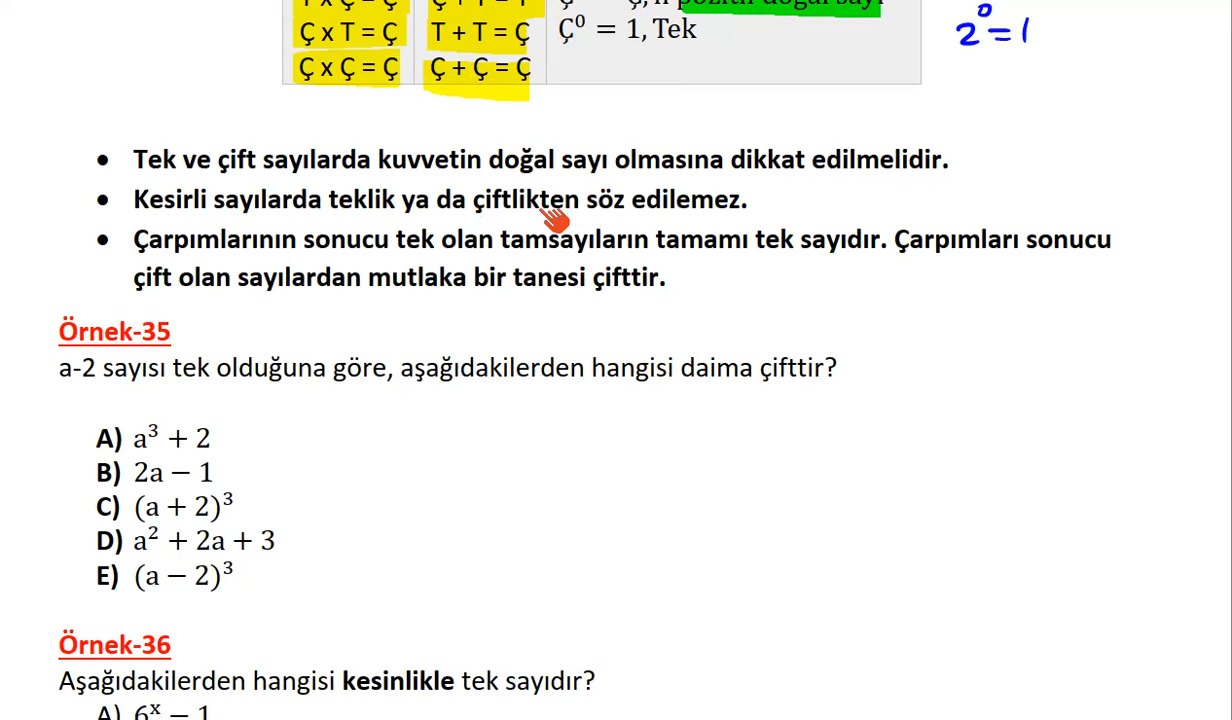 Ç x T = Ç T + T = Ç Ç⁰ = 1, Tek 2⁰ = 1
Ç x Ç = Ç Ç + Ç = Ç
• Tek ve çift sayılarda kuvvetin doğal sayı olmasına dikkat edilmelidir.
• Kesirli sayılarda teklik ya da çiftlikten söz edilemez.
• Çarpımlarının sonucu tek olan tamsayıların tamamı tek sayıdır. Çarpımları sonucu
çift olan sayılardan mutlaka bir tanesi çifttir.
Örnek-35
a-2 sayısı tek olduğuna göre, aşağıdakilerden hangisi daima çifttir?
A) a³ + 2
B) 2a − 1
C) (a + 2)³
D) a² + 2a + 3
E) (a − 2)³
Örnek-36
Aşağıdakilerden hangisi kesinlikle tek sayıdır?
A) 6ˣ − 1